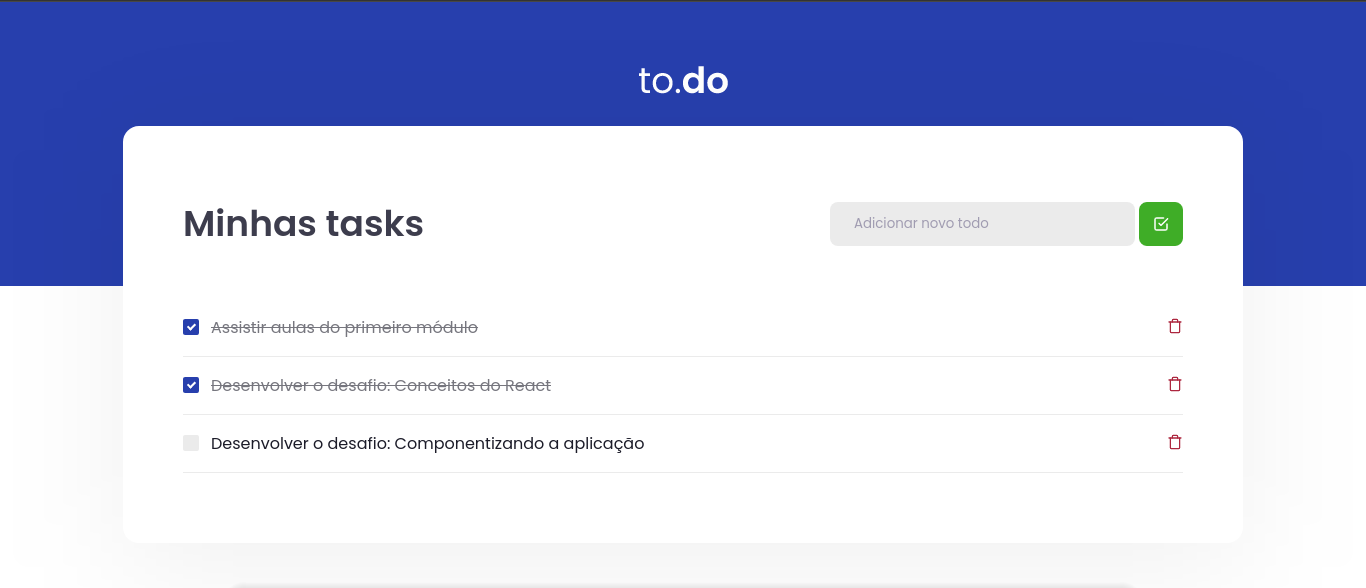 to.do
Minhas tasks
Adicionar novo todo
Assistir aulas do primeiro módulo
Desenvolver o desafio: Conceitos do React
Desenvolver o desafio: Componentizando a aplicação